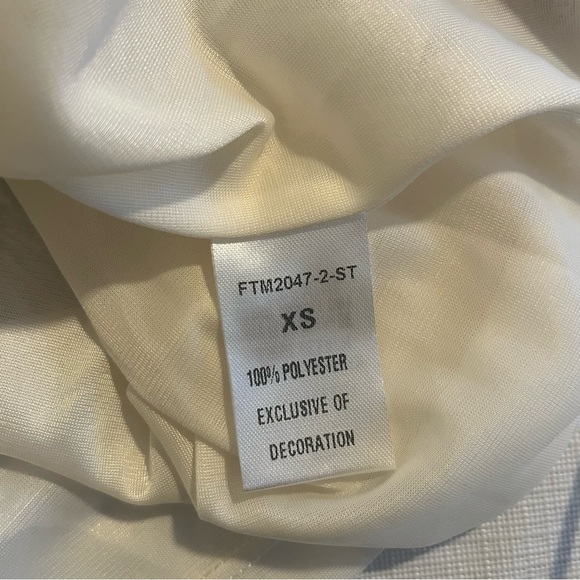 FTM2047-2-ST
XS
100% POLYESTER
EXCLUSIVE OF
DECORATION